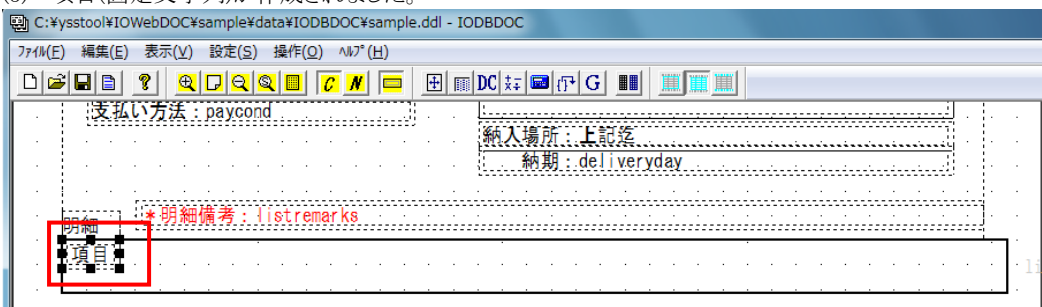 C:¥ysstool¥IOWebDOC¥sample¥data¥IODBDOC¥sample.ddl - IODBDOC
ﾌｧｲﾙ(F) 編集(E) 表示(V) 設定(S) 操作(O) ﾍﾙﾌﾟ(H)
C N DC G
支払い方法：paycond
納入場所：上記迄
納期：deliveryday
＊明細備考：listremarks
明細
項目
li